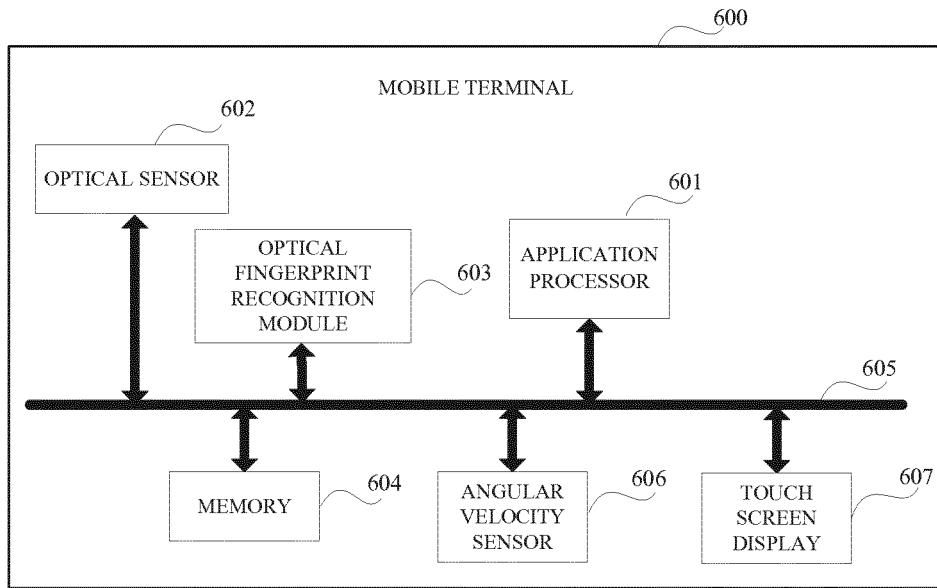 600
MOBILE TERMINAL
602
OPTICAL SENSOR
601
APPLICATION
PROCESSOR
OPTICAL
FINGERPRINT
RECOGNITION
MODULE
603
605
MEMORY
604
ANGULAR
VELOCITY
SENSOR
606
TOUCH
SCREEN
DISPLAY
607